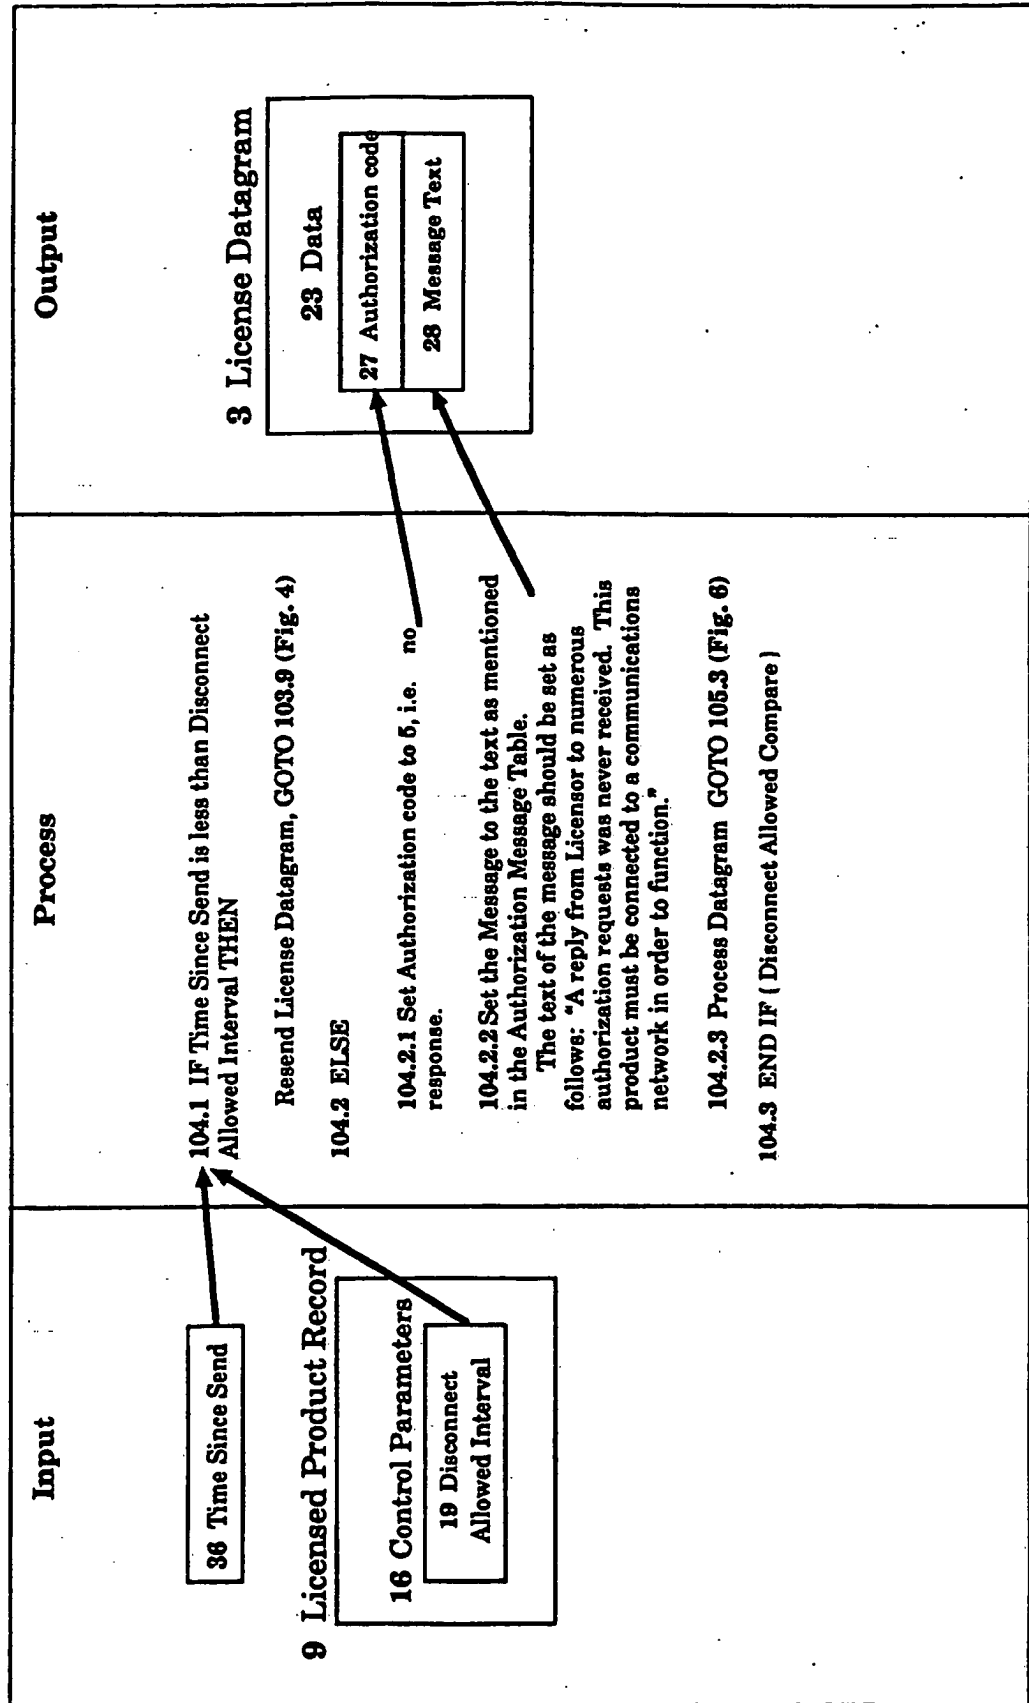 Input
36 Time Since Send
9 Licensed Product Record
16 Control Parameters
19 Disconnect
Allowed Interval
Process
104.1 IF Time Since Send is less than Disconnect
Allowed Interval THEN
Resend License Datagram, GOTO 103.9 (Fig. 4)
104.2 ELSE
104.2.1 Set Authorization code to 5, i.e. no
response.
104.2.2 Set the Message to the text as mentioned
in the Authorization Message Table.
The text of the message should be set as
follows: “A reply from Licensor to numerous
authorization requests was never received. This
product must be connected to a communications
network in order to function.”
104.2.3 Process Datagram GOTO 105.3 (Fig. 6)
104.3 END IF ( Disconnect Allowed Compare )
Output
3 License Datagram
23 Data
27 Authorization code
28 Message Text